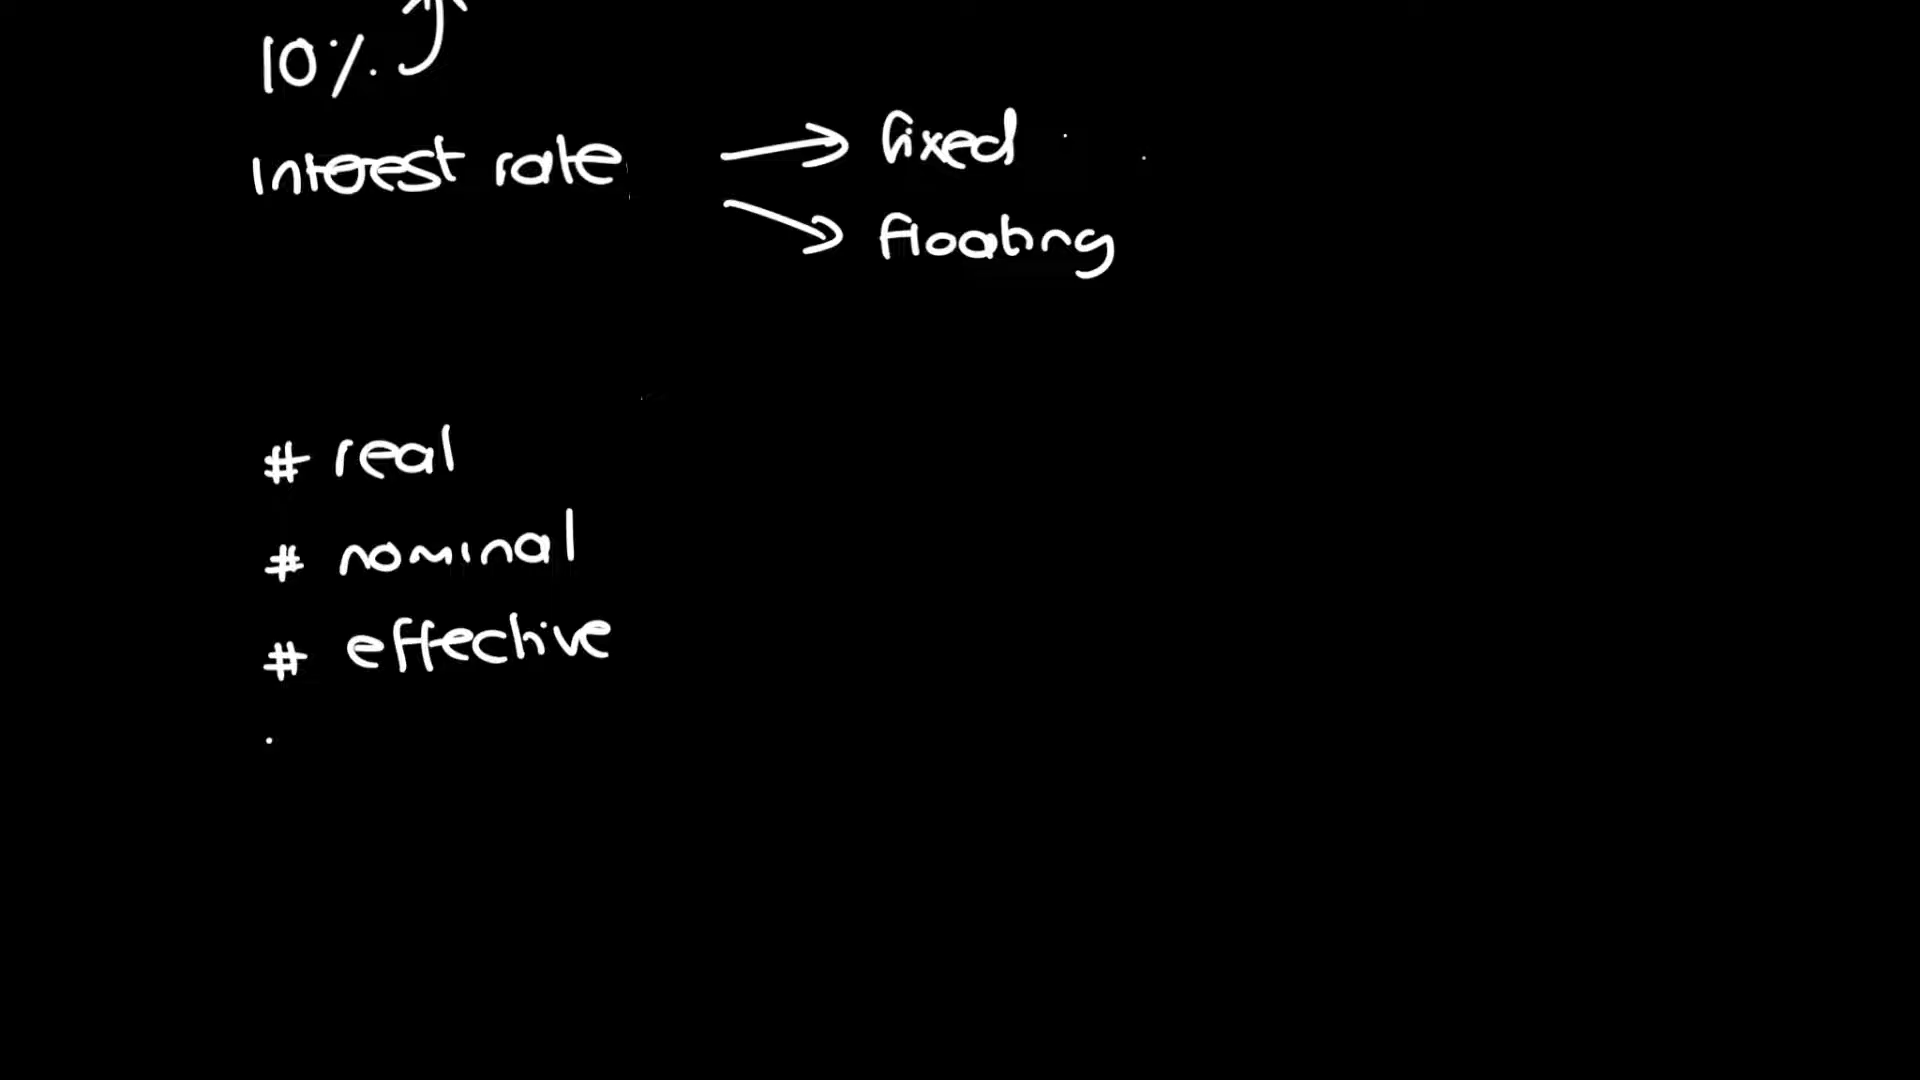 10%.
Interest rate → fixed
→ floating
# real
# nominal
# effective